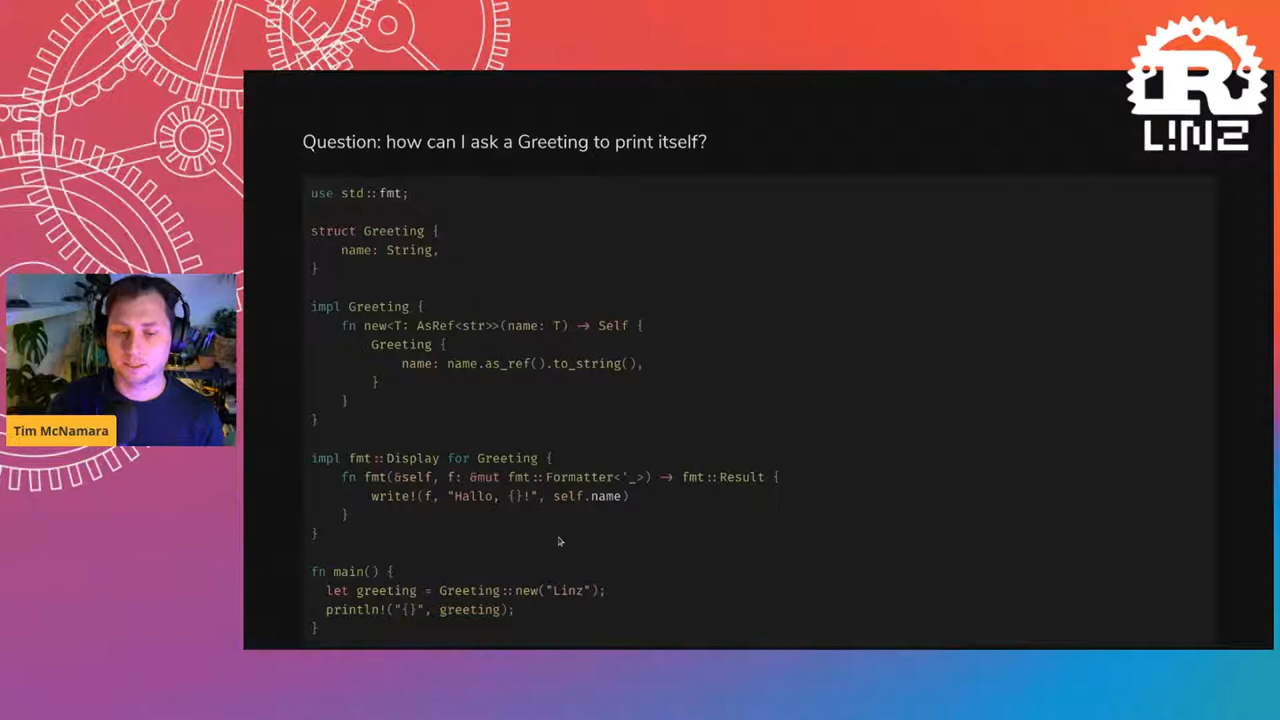 R
L!NZ
Question: how can I ask a Greeting to print itself?
use std::fmt;
struct Greeting {
name: String,
}
impl Greeting {
fn new<T: AsRef<str>>(name: T) → Self {
Greeting {
name: name.as_ref().to_string(),
}
}
}
impl fmt::Display for Greeting {
fn fmt(&self, f: &mut fmt::Formatter<'_>) → fmt::Result {
write!(f, "Hallo, {}!", self.name)
}
}
fn main() {
let greeting = Greeting::new("Linz");
println!("{}", greeting);
}
Tim McNamara